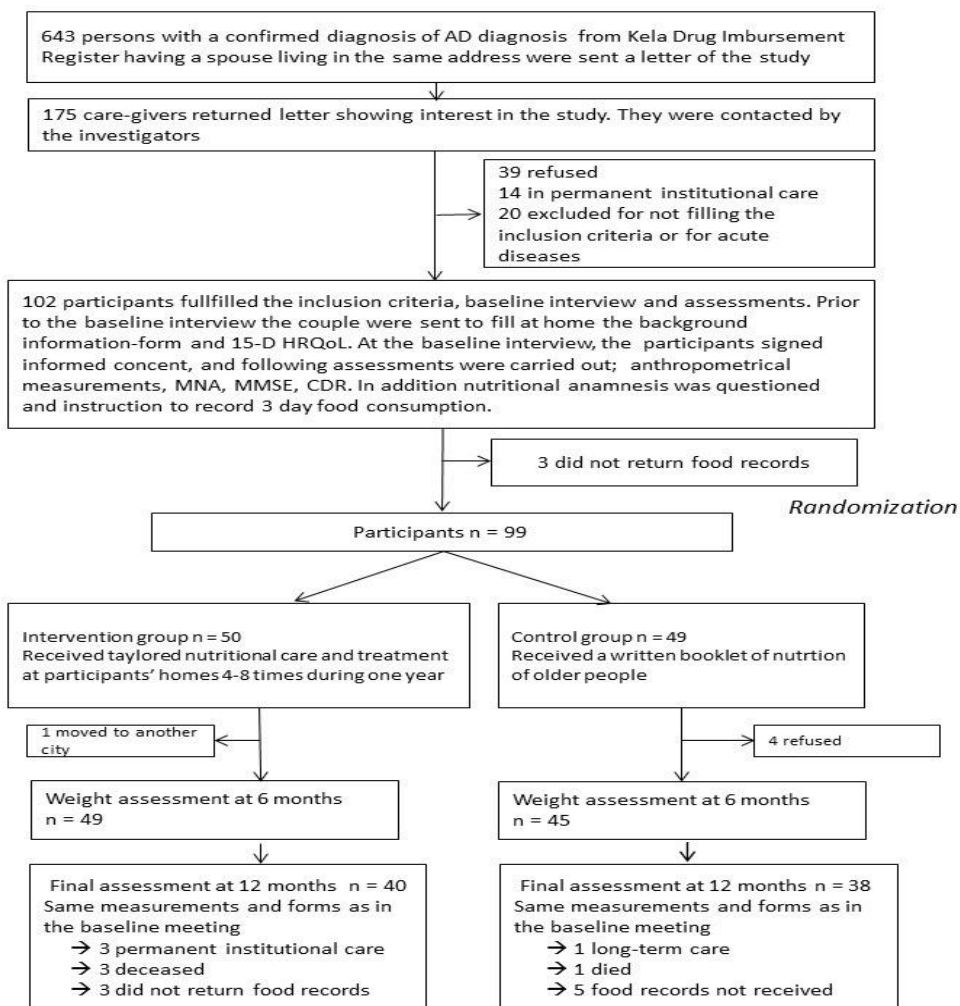 643 persons with a confirmed diagnosis of AD diagnosis from Kela Drug Imbursement
Register having a spouse living in the same address were sent a letter of the study
175 care-givers returned letter showing interest in the study. They were contacted by
the investigators
39 refused
14 in permanent institutional care
20 excluded for not filling the
inclusion criteria or for acute
diseases
102 participants fullfilled the inclusion criteria, baseline interview and assessments. Prior
to the baseline interview the couple were sent to fill at home the background
information-form and 15-D HRQoL. At the baseline interview, the participants signed
informed concent, and following assessments were carried out; anthropometrical
measurements, MNA, MMSE, CDR. In addition nutritional anamnesis was questioned
and instruction to record 3 day food consumption.
3 did not return food records
Randomization
Participants n = 99
Intervention group n = 50
Received taylored nutritional care and treatment
at participants' homes 4-8 times during one year
Control group n = 49
Received a written booklet of nutrtion
of older people
1 moved to another
city
4 refused
Weight assessment at 6 months
n = 49
Weight assessment at 6 months
n = 45
Final assessment at 12 months n = 40
Same measurements and forms as in
the baseline meeting
→ 3 permanent institutional care
→ 3 deceased
→ 3 did not return food records
Final assessment at 12 months n = 38
Same measurements and forms as in
the baseline meeting
→ 1 long-term care
→ 1 died
→ 5 food records not received